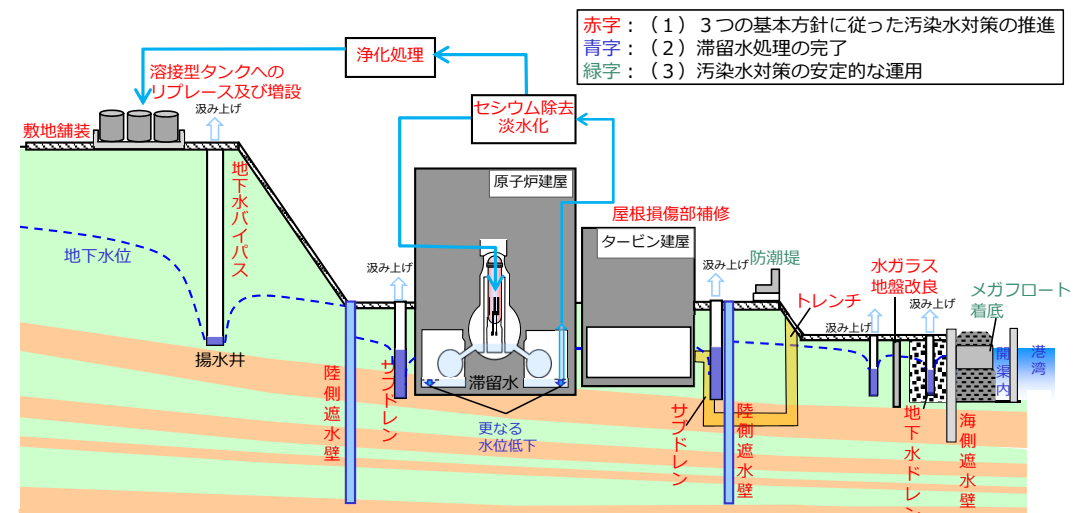 赤字：（１）３つの基本方針に従った汚染水対策の推進
青字：（２）滞留水処理の完了
緑字：（３）汚染水対策の安定的な運用
浄化処理
溶接型タンクへの
リプレース及び増設
汲み上げ
敷地舗装
セシウム除去
淡水化
地下水バイパス
原子炉建屋
屋根損傷部補修
タービン建屋
地下水位
汲み上げ
汲み上げ
防潮堤
水ガラス
地盤改良
トレンチ
メガフロート
着底
汲み上げ
汲み上げ
揚水井
陸側遮水壁
サブドレン
滞留水
更なる
水位低下
サブドレン
陸側遮水壁
地下水ドレン
海側遮水壁
開渠内
港湾